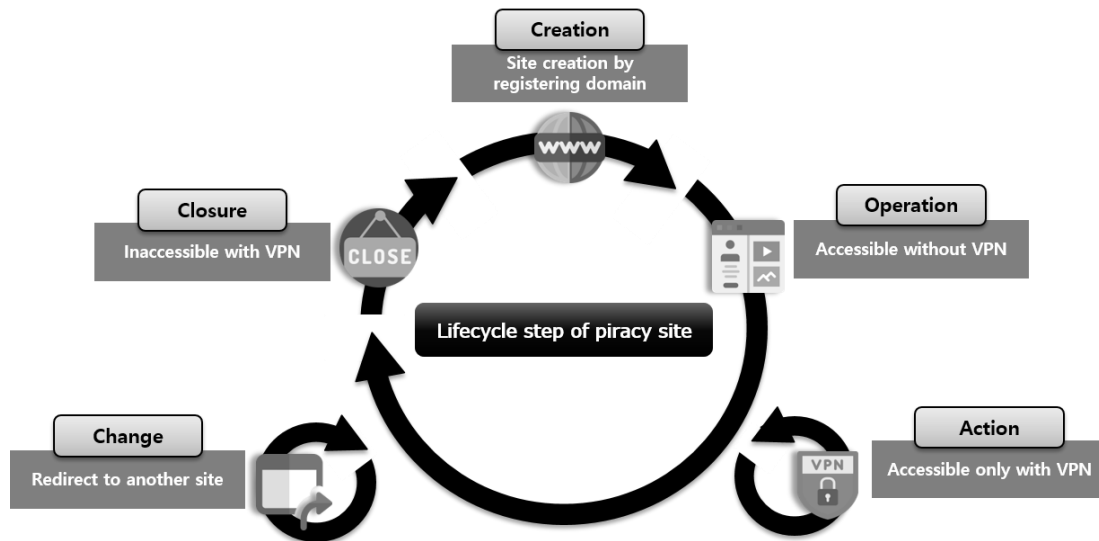 Creation
Site creation by
registering domain
WWW
Closure
Inaccessible with VPN
CLOSE
Operation
Accessible without VPN
Lifecycle step of piracy site
Change
Redirect to another site
Action
Accessible only with VPN
VPN